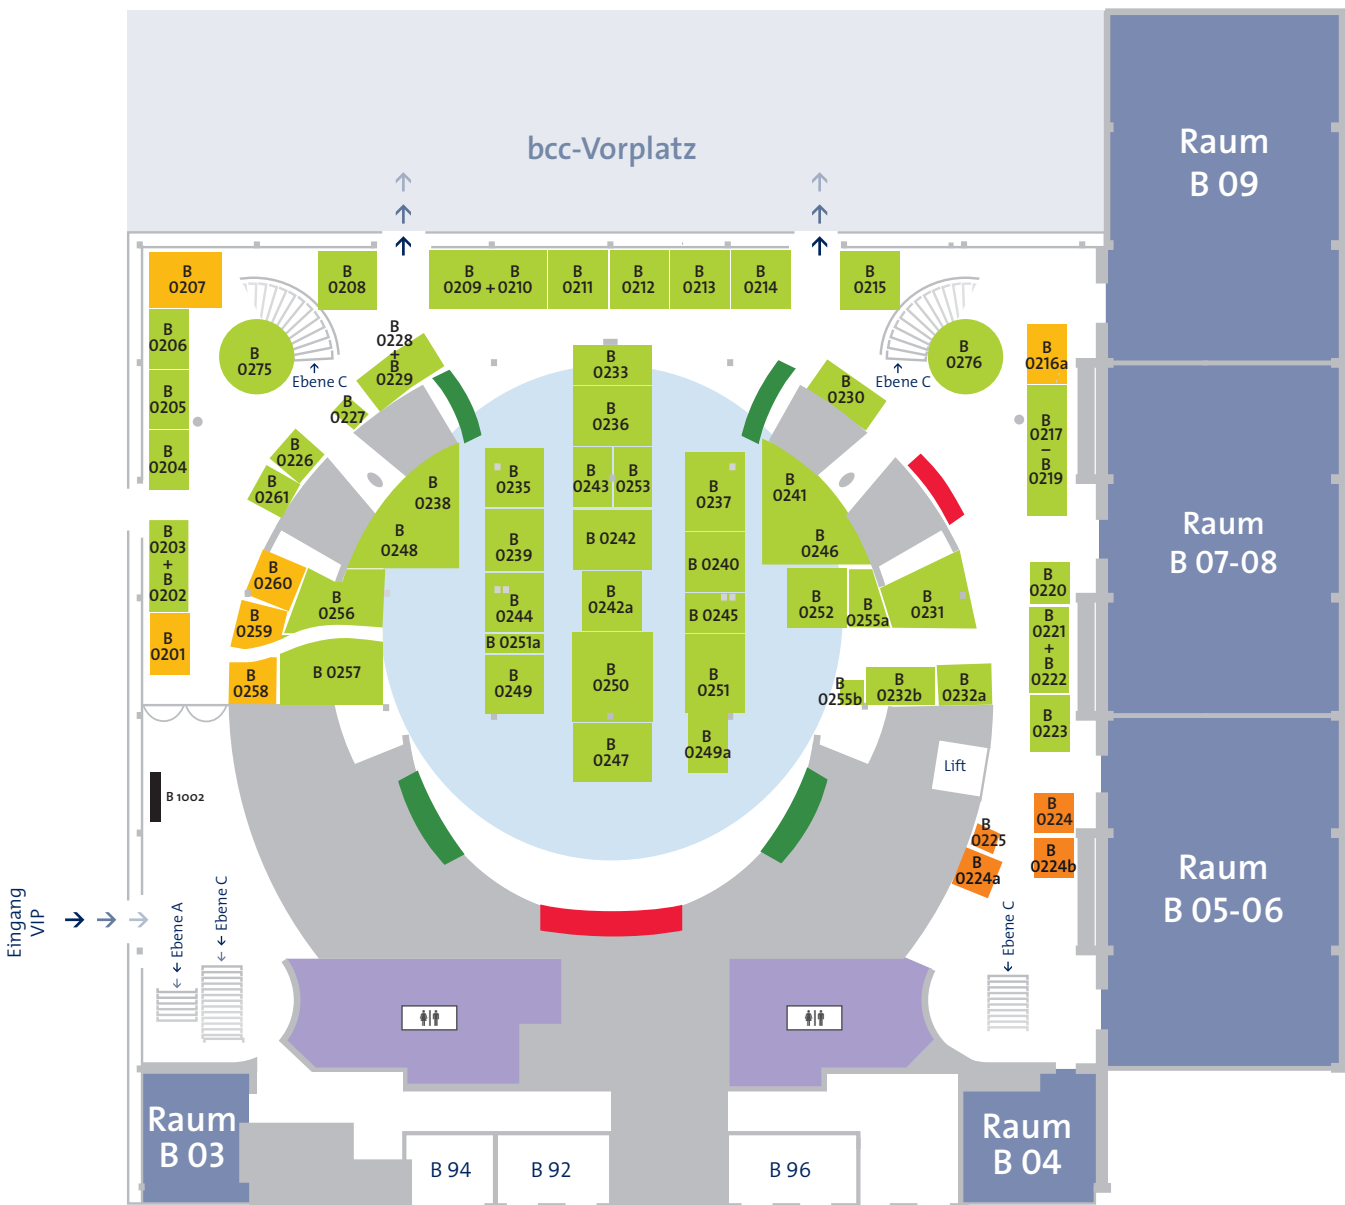 bcc-Vorplatz
Raum
B 09
B
0207
B
0208
B
0209 +
B
0210
B
0211
B
0212
B
0213
B
0214
B
0215
B
0206
B
0205
B
0204
B
0275
Ebene C
B
0228
+
B
0229
B
0227
B
0226
B
0261
B
0233
B
0236
B
0230
Ebene C
B
0276
B
0216a
B
0217
–
B
0219
Raum
B 07-08
B
0203
+
B
0202
B
0201
B
0260
B
0259
B
0258
B
0238
B
0248
B
0256
B 0257
B
0235
B
0239
B
0244
B 0251a
B
0249
B
0243
B
0253
B 0242
B
0242a
B
0250
B
0247
B
0237
B 0240
B 0245
B
0251
B
0249a
B
0241
B
0246
B
0252
B
0255a
B
0231
B
0255b
B
0232b
B
0232a
B
0220
B
0221
+
B
0222
B
0223
Lift
B 1002
B
0224
B
0225
B
0224b
B
0224a
Raum
B 05-06
Eingang
VIP
Ebene A
Ebene C
Ebene C
Raum
B 03
B 94
B 92
B 96
Raum
B 04